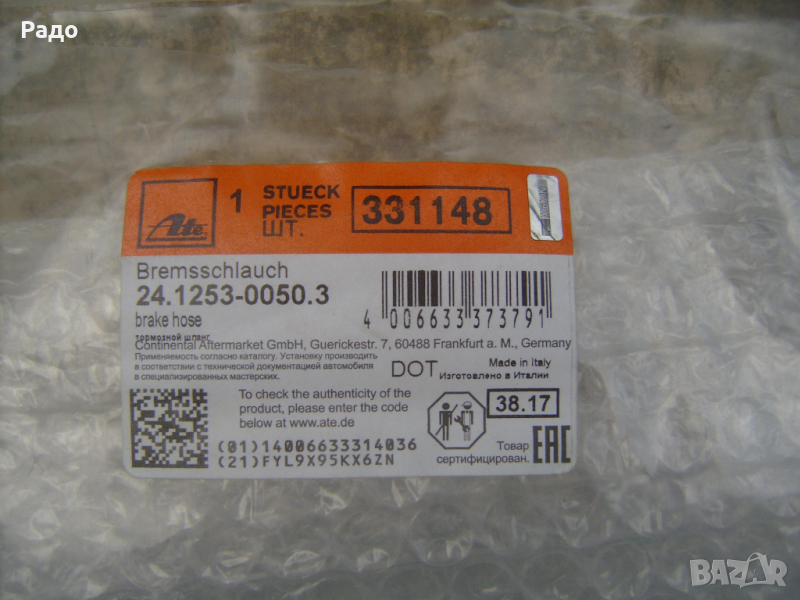 Радо
1
STUECK
PIECES
ШТ.
331148
Ate
Bremsschlauch
24.1253-0050.3
brake hose
тормозной шланг
4 006633 373791
Continental Aftermarket GmbH, Guerickestr. 7, 60488 Frankfurt a. M., Germany
Применяемость согласно каталогу. Установку производить
в соответствии с технической документацией автомобиля
в специализированных мастерских.
DOT
Made in Italy
Изготовлено в Италии
To check the authenticity of the
product, please enter the code
below at www.ate.de
38.17
(01)14006633314036
(21)FYL9X95KX6ZN
Товар
сертифицирован.
EAC
BAZAR